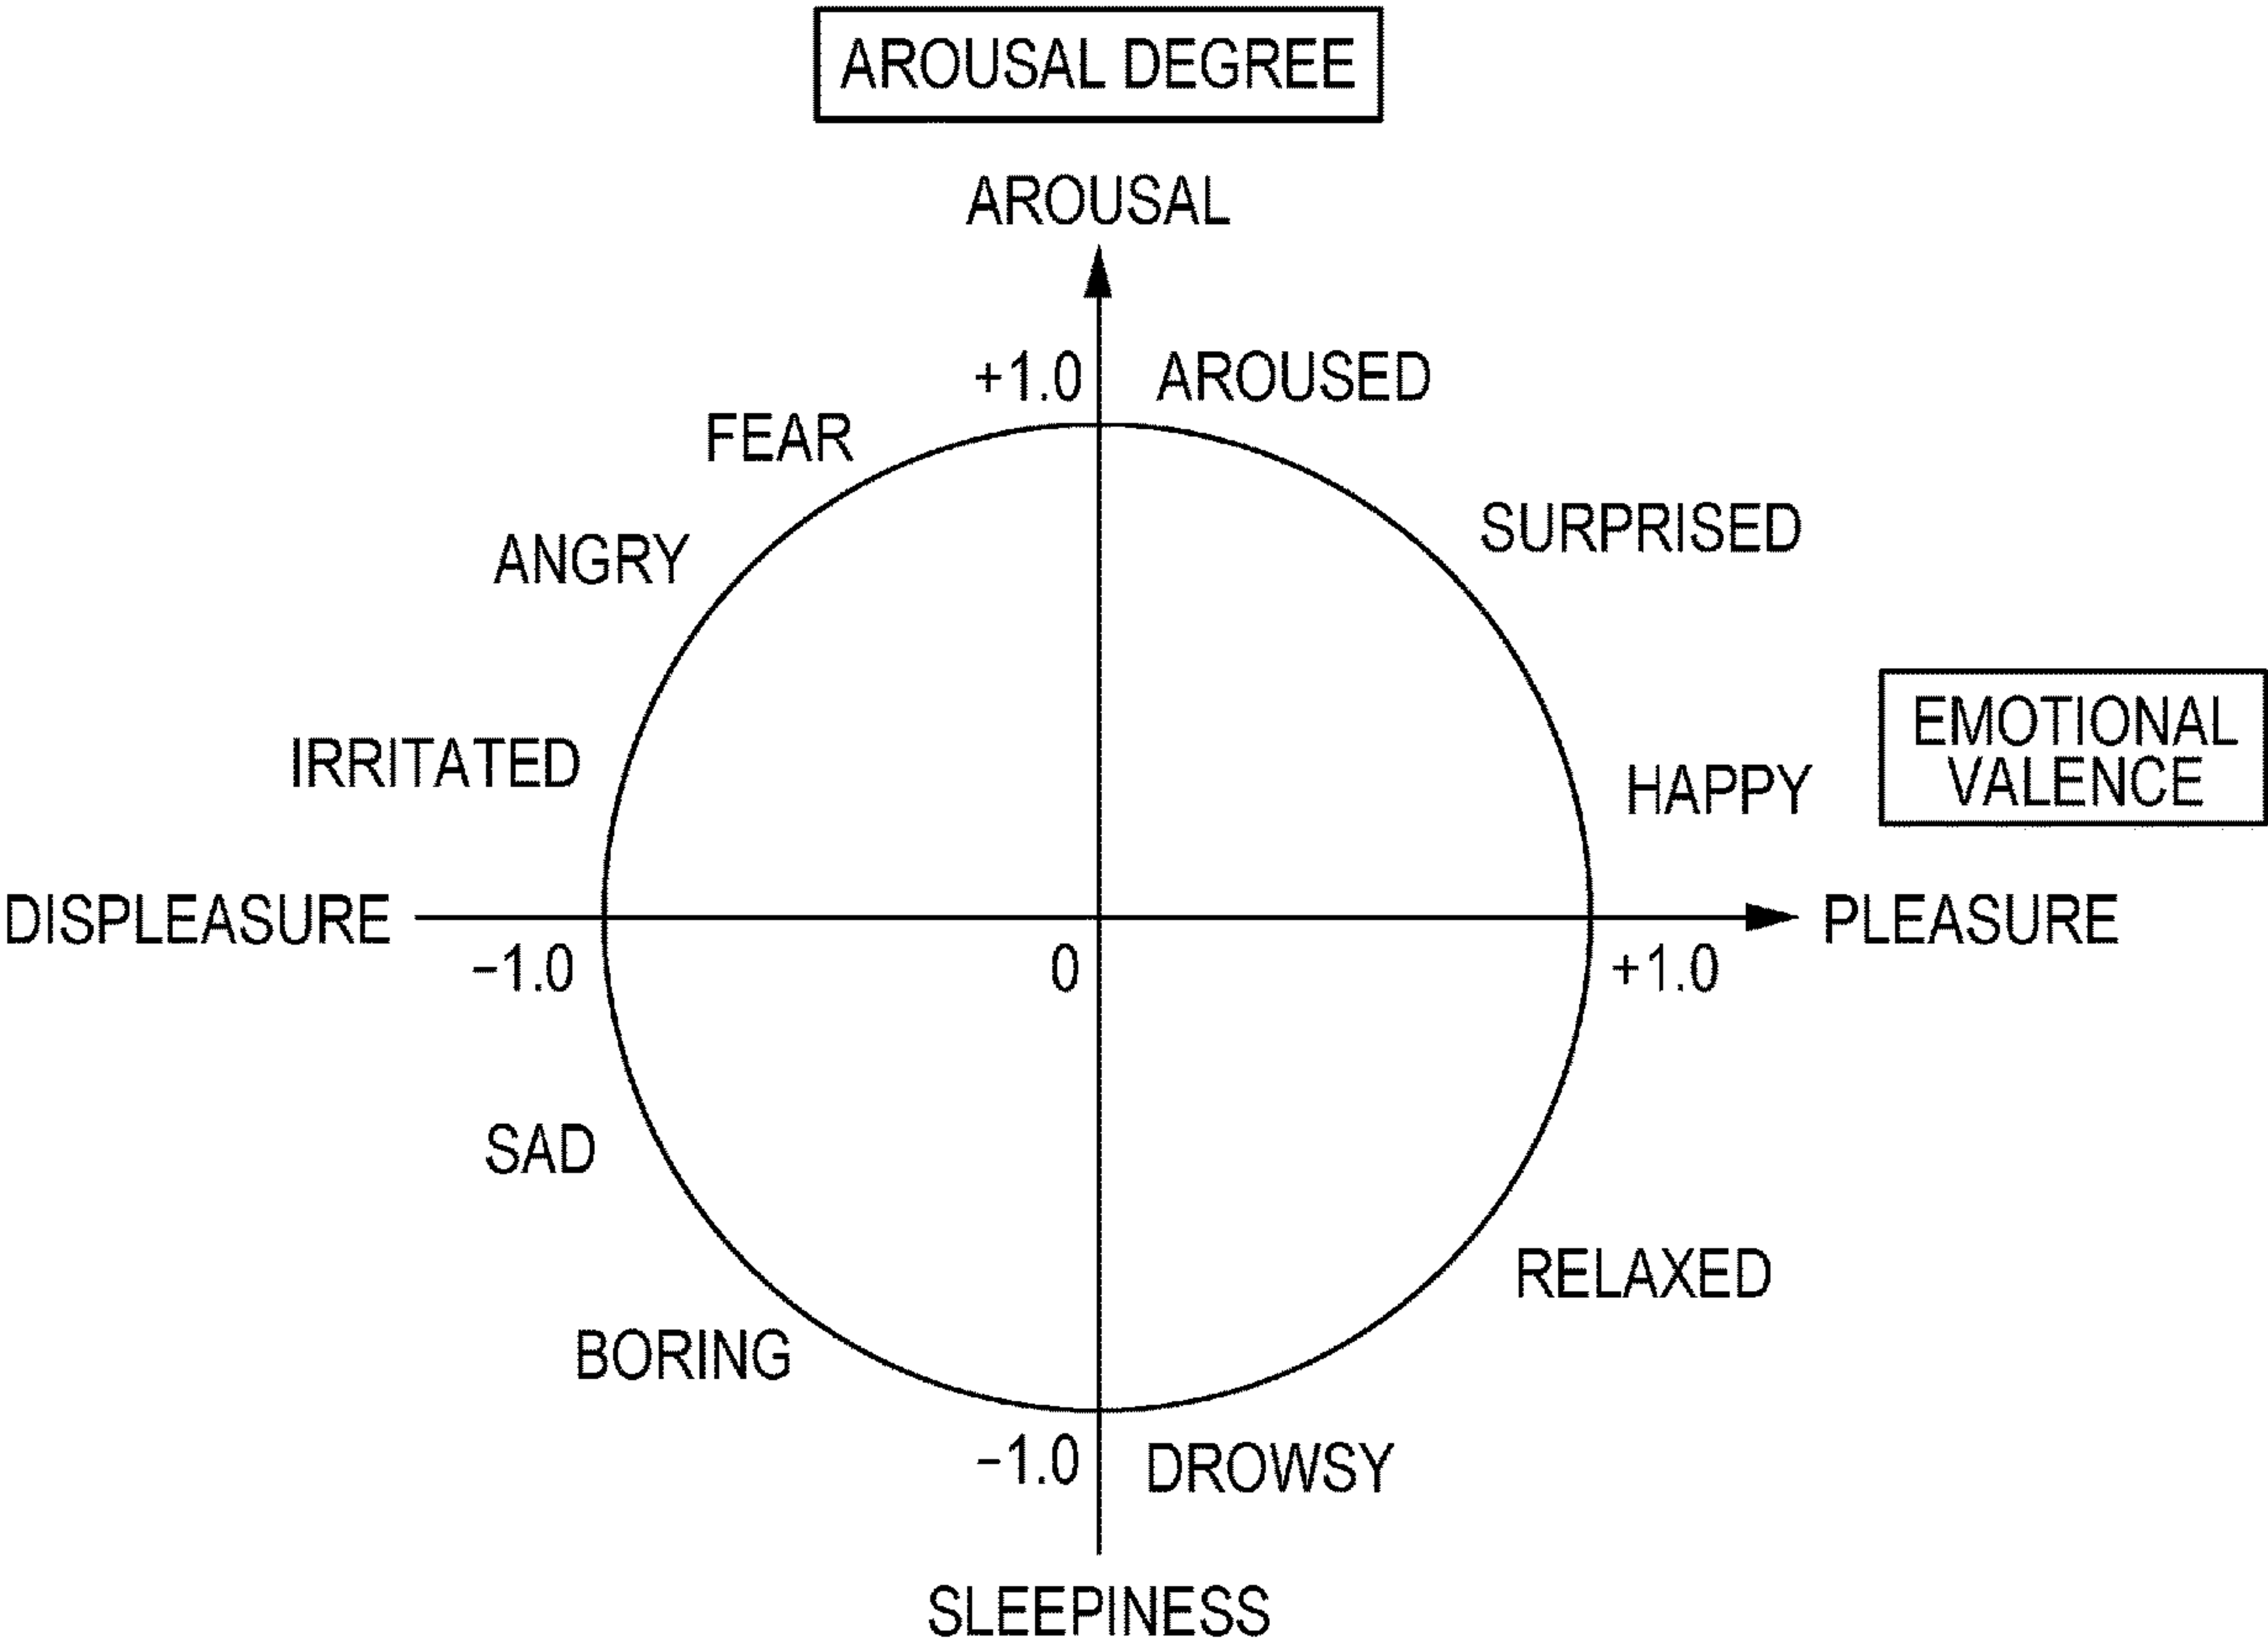 AROUSAL DEGREE
AROUSAL
+1.0 AROUSED
FEAR
SURPRISED
ANGRY
IRRITATED
HAPPY
EMOTIONAL
VALENCE
DISPLEASURE
PLEASURE
−1.0
0
+1.0
SAD
RELAXED
BORING
−1.0 DROWSY
SLEEPINESS